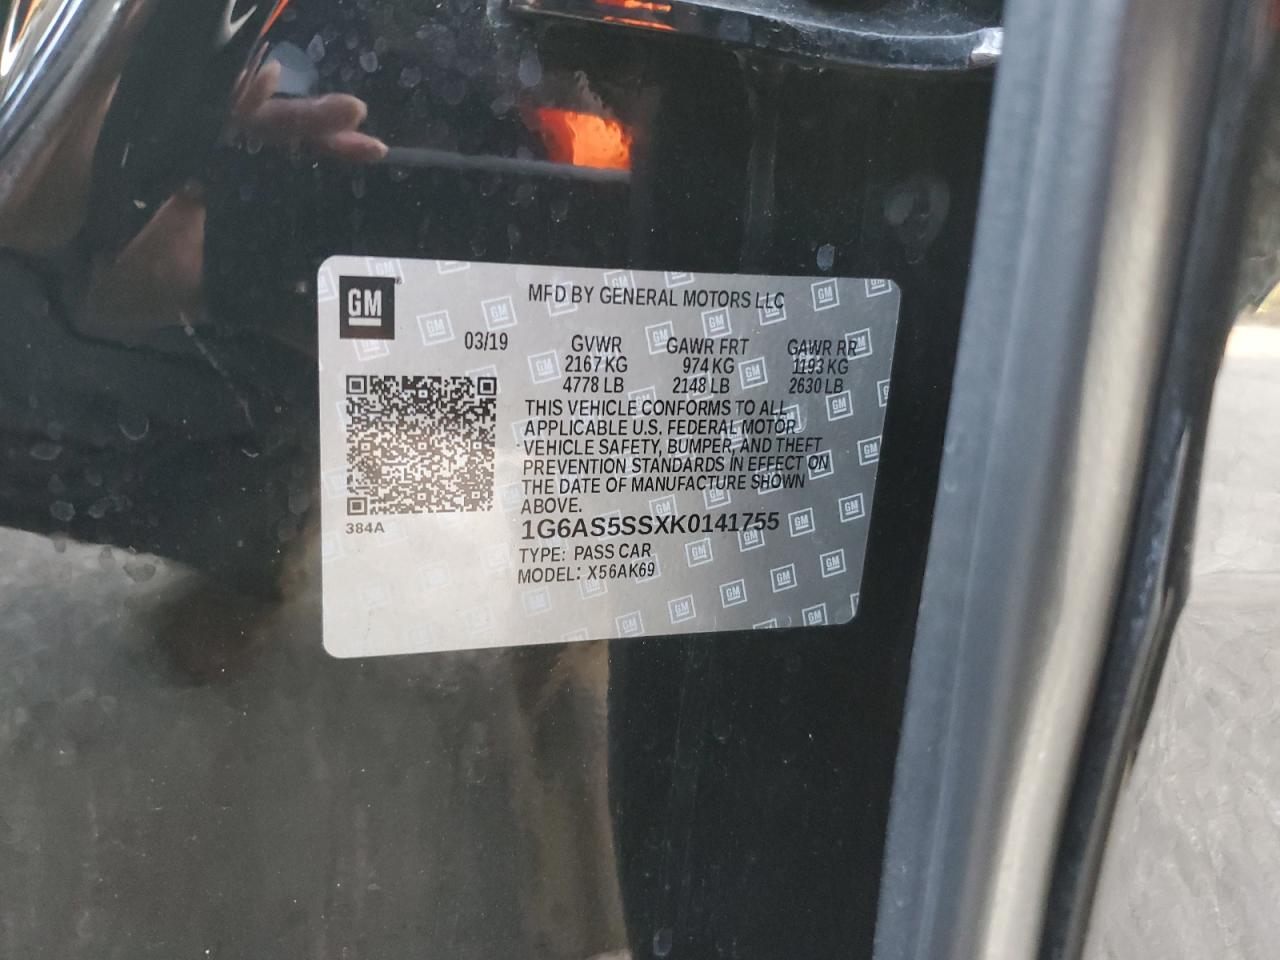 GM
MFD BY GENERAL MOTORS LLC
03/19 GVWR GAWR FRT GAWR RR
2167 KG 974 KG 1193 KG
4778 LB 2148 LB 2630 LB
THIS VEHICLE CONFORMS TO ALL
APPLICABLE U.S. FEDERAL MOTOR
VEHICLE SAFETY, BUMPER, AND THEFT
PREVENTION STANDARDS IN EFFECT ON
THE DATE OF MANUFACTURE SHOWN
ABOVE.
384A
1G6AS5SSXK0141755
TYPE: PASS CAR
MODEL: X56AK69